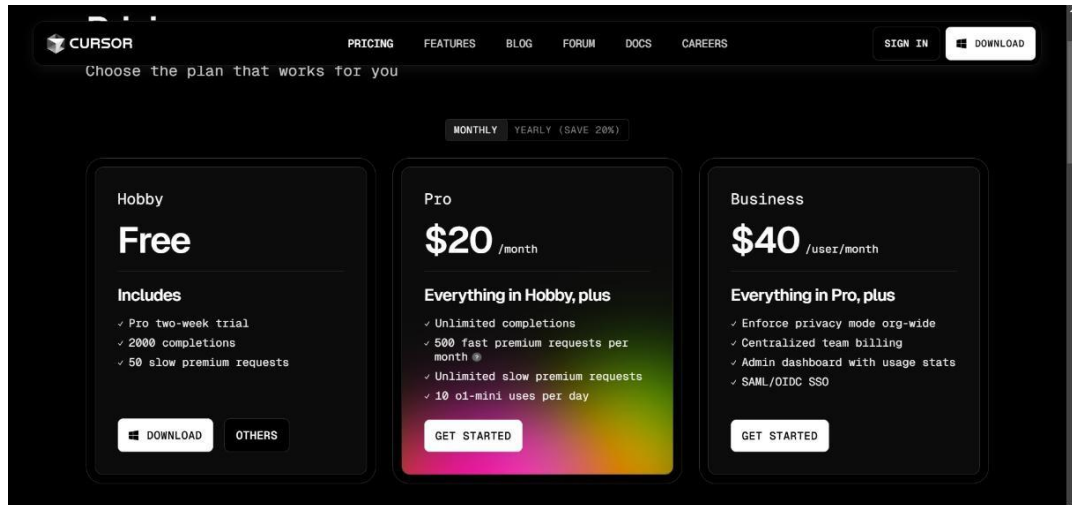 CURSOR
PRICING
FEATURES
BLOG
FORUM
DOCS
CAREERS
SIGN IN
DOWNLOAD
Choose the plan that works for you
MONTHLY
YEARLY (SAVE 20%)
Hobby
Free
Includes
✓ Pro two-week trial
✓ 2000 completions
✓ 50 slow premium requests
DOWNLOAD
OTHERS
Pro
$20 /month
Everything in Hobby, plus
✓ Unlimited completions
✓ 500 fast premium requests per
month
✓ Unlimited slow premium requests
✓ 10 o1-mini uses per day
GET STARTED
Business
$40 /user/month
Everything in Pro, plus
✓ Enforce privacy mode org-wide
✓ Centralized team billing
✓ Admin dashboard with usage stats
✓ SAML/OIDC SSO
GET STARTED